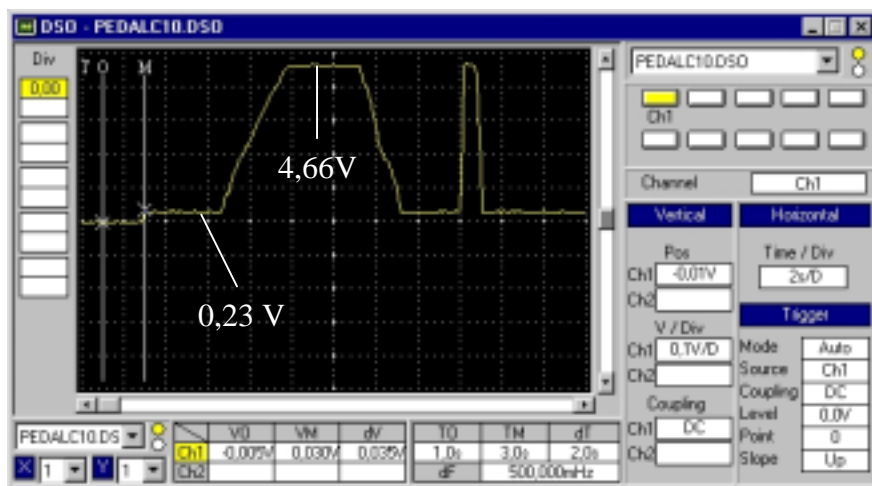 DSO - PEDALC10.DSO
Div
0,00
T O M
4,66V
0,23 V
PEDALC10.DSO
Ch1
Channel Ch1
Vertical
Pos
Ch1 -0,01V
Ch2
V / Div
Ch1 0,1V/D
Ch2
Coupling
Ch1 DC
Ch2
Horizontal
Time / Div
2s/D
Trigger
Mode Auto
Source Ch1
Coupling DC
Level 0.0V
Point 0
Slope Up
PEDALC10.DS
X 1 Y 1
VO VM dV
Ch1 -0,005V 0,030V 0,035V
Ch2
TO TM dT
1.0s 3.0s 2.0s
dF 500,000mHz